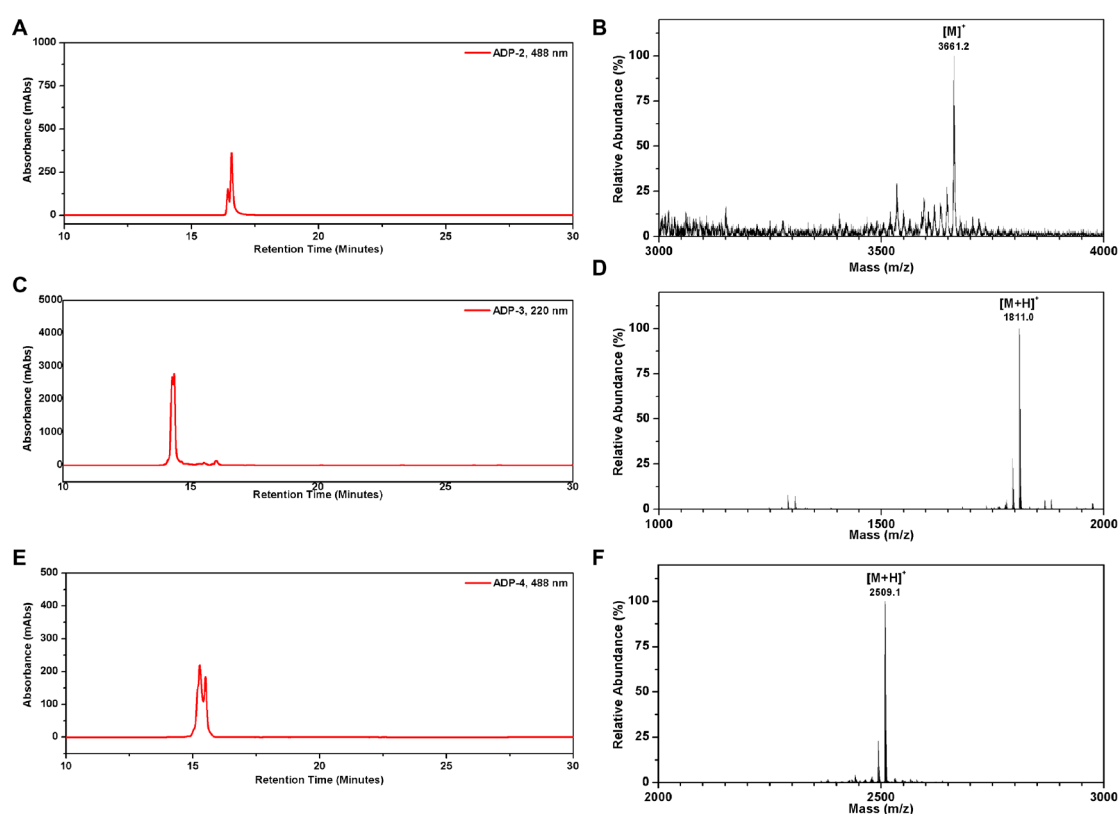 A
1000
750
500
250
0
Absorbance (mAbs)
ADP-2, 488 nm
10 15 20 25 30
Retention Time (Minutes)
B
[M]+
3661.2
100
75
50
25
0
Relative Abundance (%)
3000 3500 4000
Mass (m/z)
C
5000
4000
3000
2000
1000
0
Absorbance (mAbs)
ADP-3, 220 nm
10 15 20 25 30
Retention Time (Minutes)
D
[M+H]+
1811.0
100
75
50
25
0
Relative Abundance (%)
1000 1500 2000
Mass (m/z)
E
500
400
300
200
100
0
Absorbance (mAbs)
ADP-4, 488 nm
10 15 20 25 30
Retention Time (Minutes)
F
[M+H]+
2509.1
100
75
50
25
0
Relative Abundance (%)
2000 2500 3000
Mass (m/z)